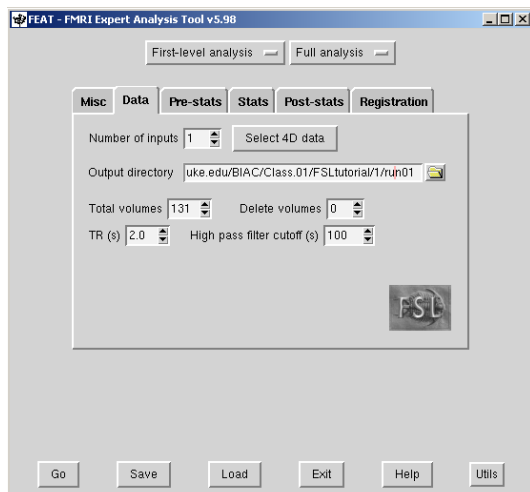 FEAT - FMRI Expert Analysis Tool v5.98
First-level analysis Full analysis
Misc Data Pre-stats Stats Post-stats Registration
Number of inputs 1 Select 4D data
Output directory uke.edu/BIAC/Class.01/FSLtutorial/1/run01
Total volumes 131 Delete volumes 0
TR (s) 2.0 High pass filter cutoff (s) 100
FSL
Go Save Load Exit Help Utils